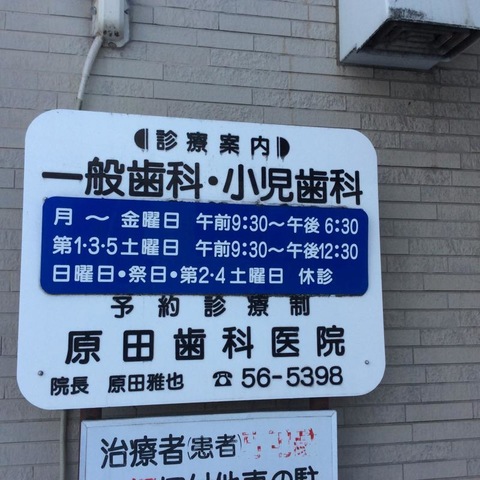 診療案内
一般歯科・小児歯科
月〜金曜日 午前9:30〜午後6:30
第1・3・5土曜日 午前9:30〜午後12:30
日曜日・祭日・第2・4土曜日 休診
予約診療制
原田歯科医院
院長 原田雅也 ☎56-5398
治療者(患者)
の駐